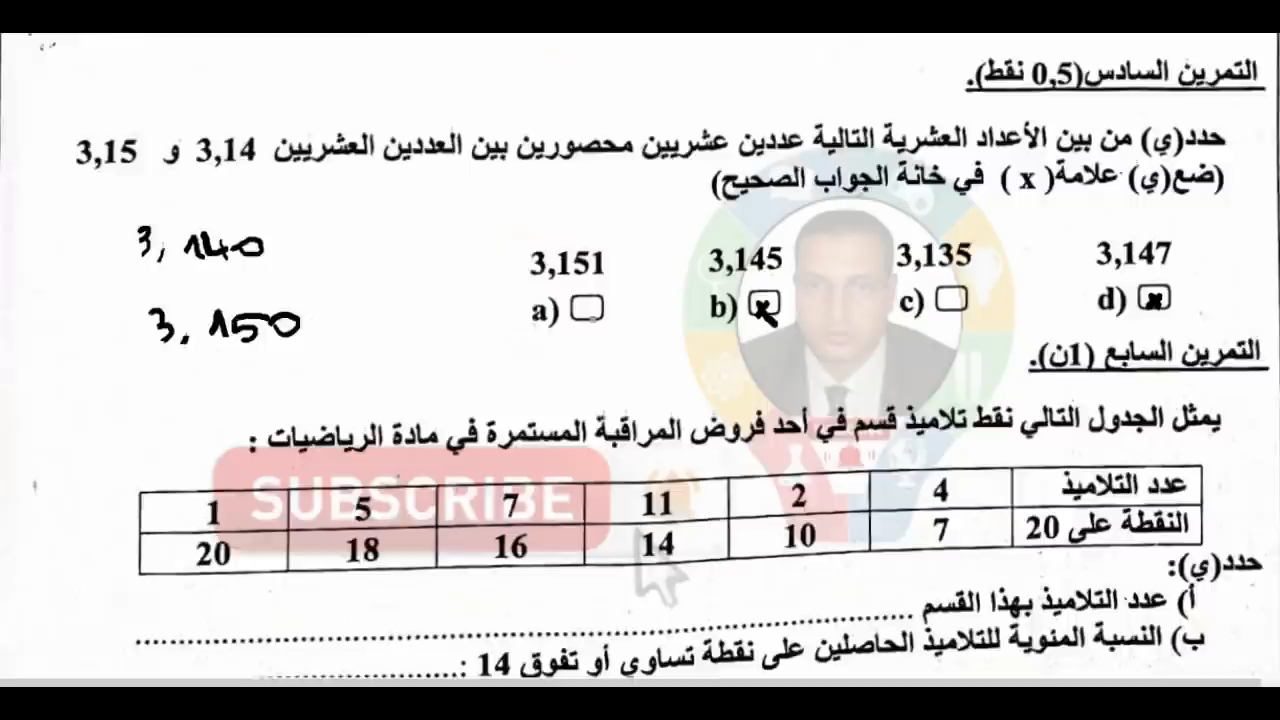 التمرين السادس(0,5 نقط).
حدد(ي) من بين الأعداد العشرية التالية عددين عشريين محصورين بين العددين العشريين 3,14 و 3,15
(ضع(ي) علامة( x ) في خانة الجواب الصحيح)
3,140
3,151 3,145 3,135 3,147
a) b) x c) d) x
3,150
التمرين السابع (1ن).
يمثل الجدول التالي نقط تلاميذ قسم في أحد فروض المراقبة المستمرة في مادة الرياضيات :
SUBSCRIBE
عدد التلاميذ 4 2 11 7 5 1
النقطة على 20 7 10 14 16 18 20
حدد(ي):
أ) عدد التلاميذ بهذا القسم ........................................
ب) النسبة المئوية للتلاميذ الحاصلين على نقطة تساوي أو تفوق 14 :....................